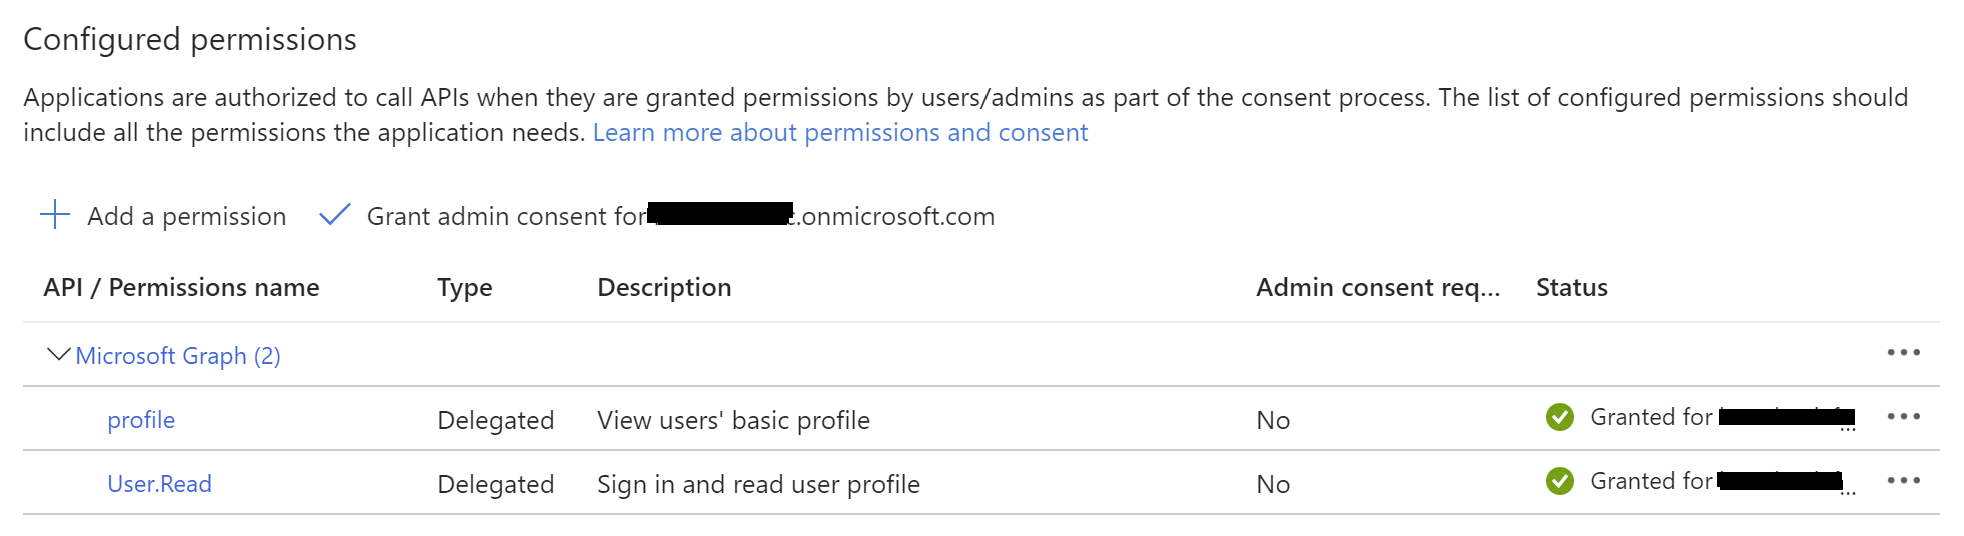 Configured permissions
Applications are authorized to call APIs when they are granted permissions by users/admins as part of the consent process. The list of configured permissions should
include all the permissions the application needs. Learn more about permissions and consent
Add a permission Grant admin consent for .onmicrosoft.com
API / Permissions name Type Description Admin consent req... Status
Microsoft Graph (2) •••
profile Delegated View users' basic profile No Granted for ... •••
User.Read Delegated Sign in and read user profile No Granted for ... •••